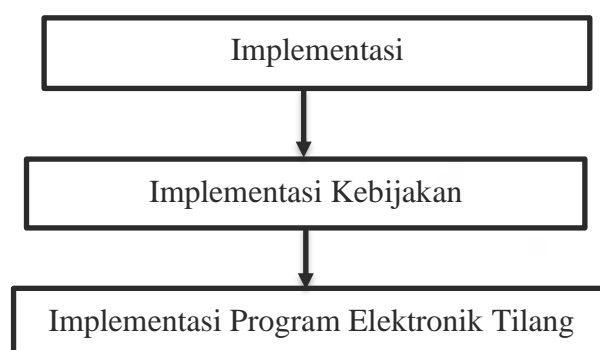 Implementasi
Implementasi Kebijakan
Implementasi Program Elektronik Tilang